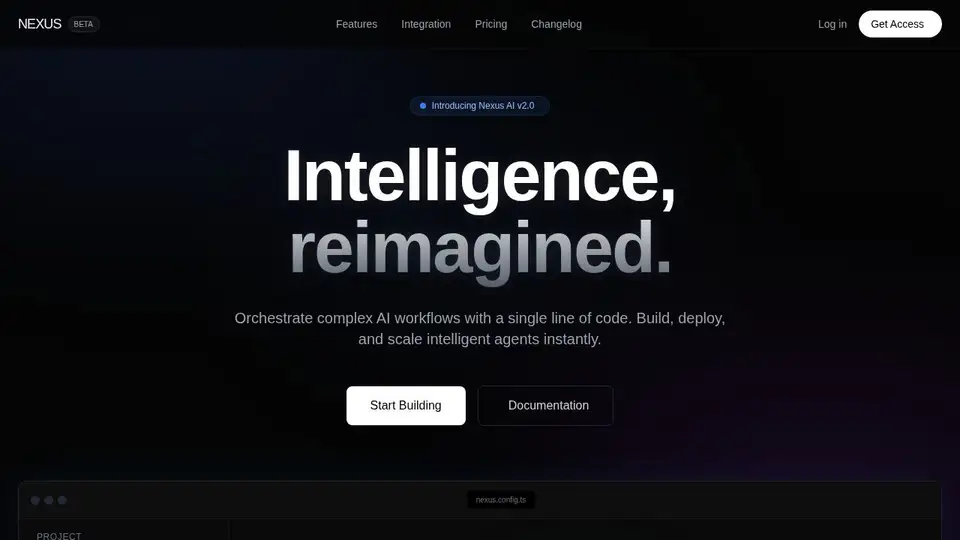 NEXUS BETA Features Integration Pricing Changelog Log in Get Access
Introducing Nexus AI v2.0
Intelligence,
reimagined.
Orchestrate complex AI workflows with a single line of code. Build, deploy,
and scale intelligent agents instantly.
Start Building Documentation
nexus.config.ts
PROJECT